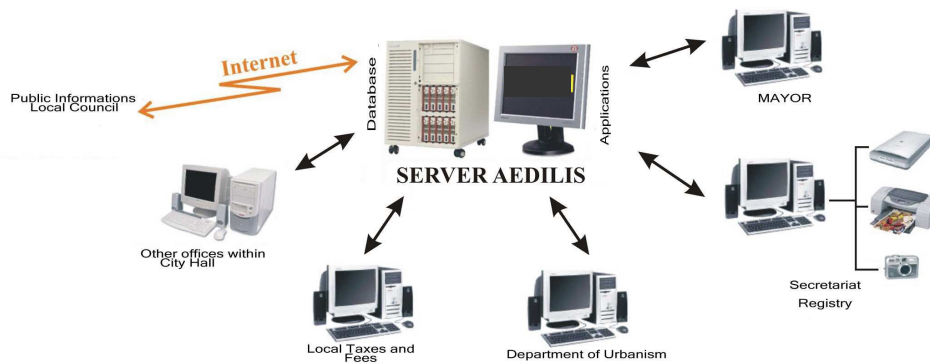 Internet
Public Informations
Local Council
Database
Applications
SERVER AEDILIS
MAYOR
Other offices within
City Hall
Secretariat
Registry
Local Taxes and
Fees
Department of Urbanism